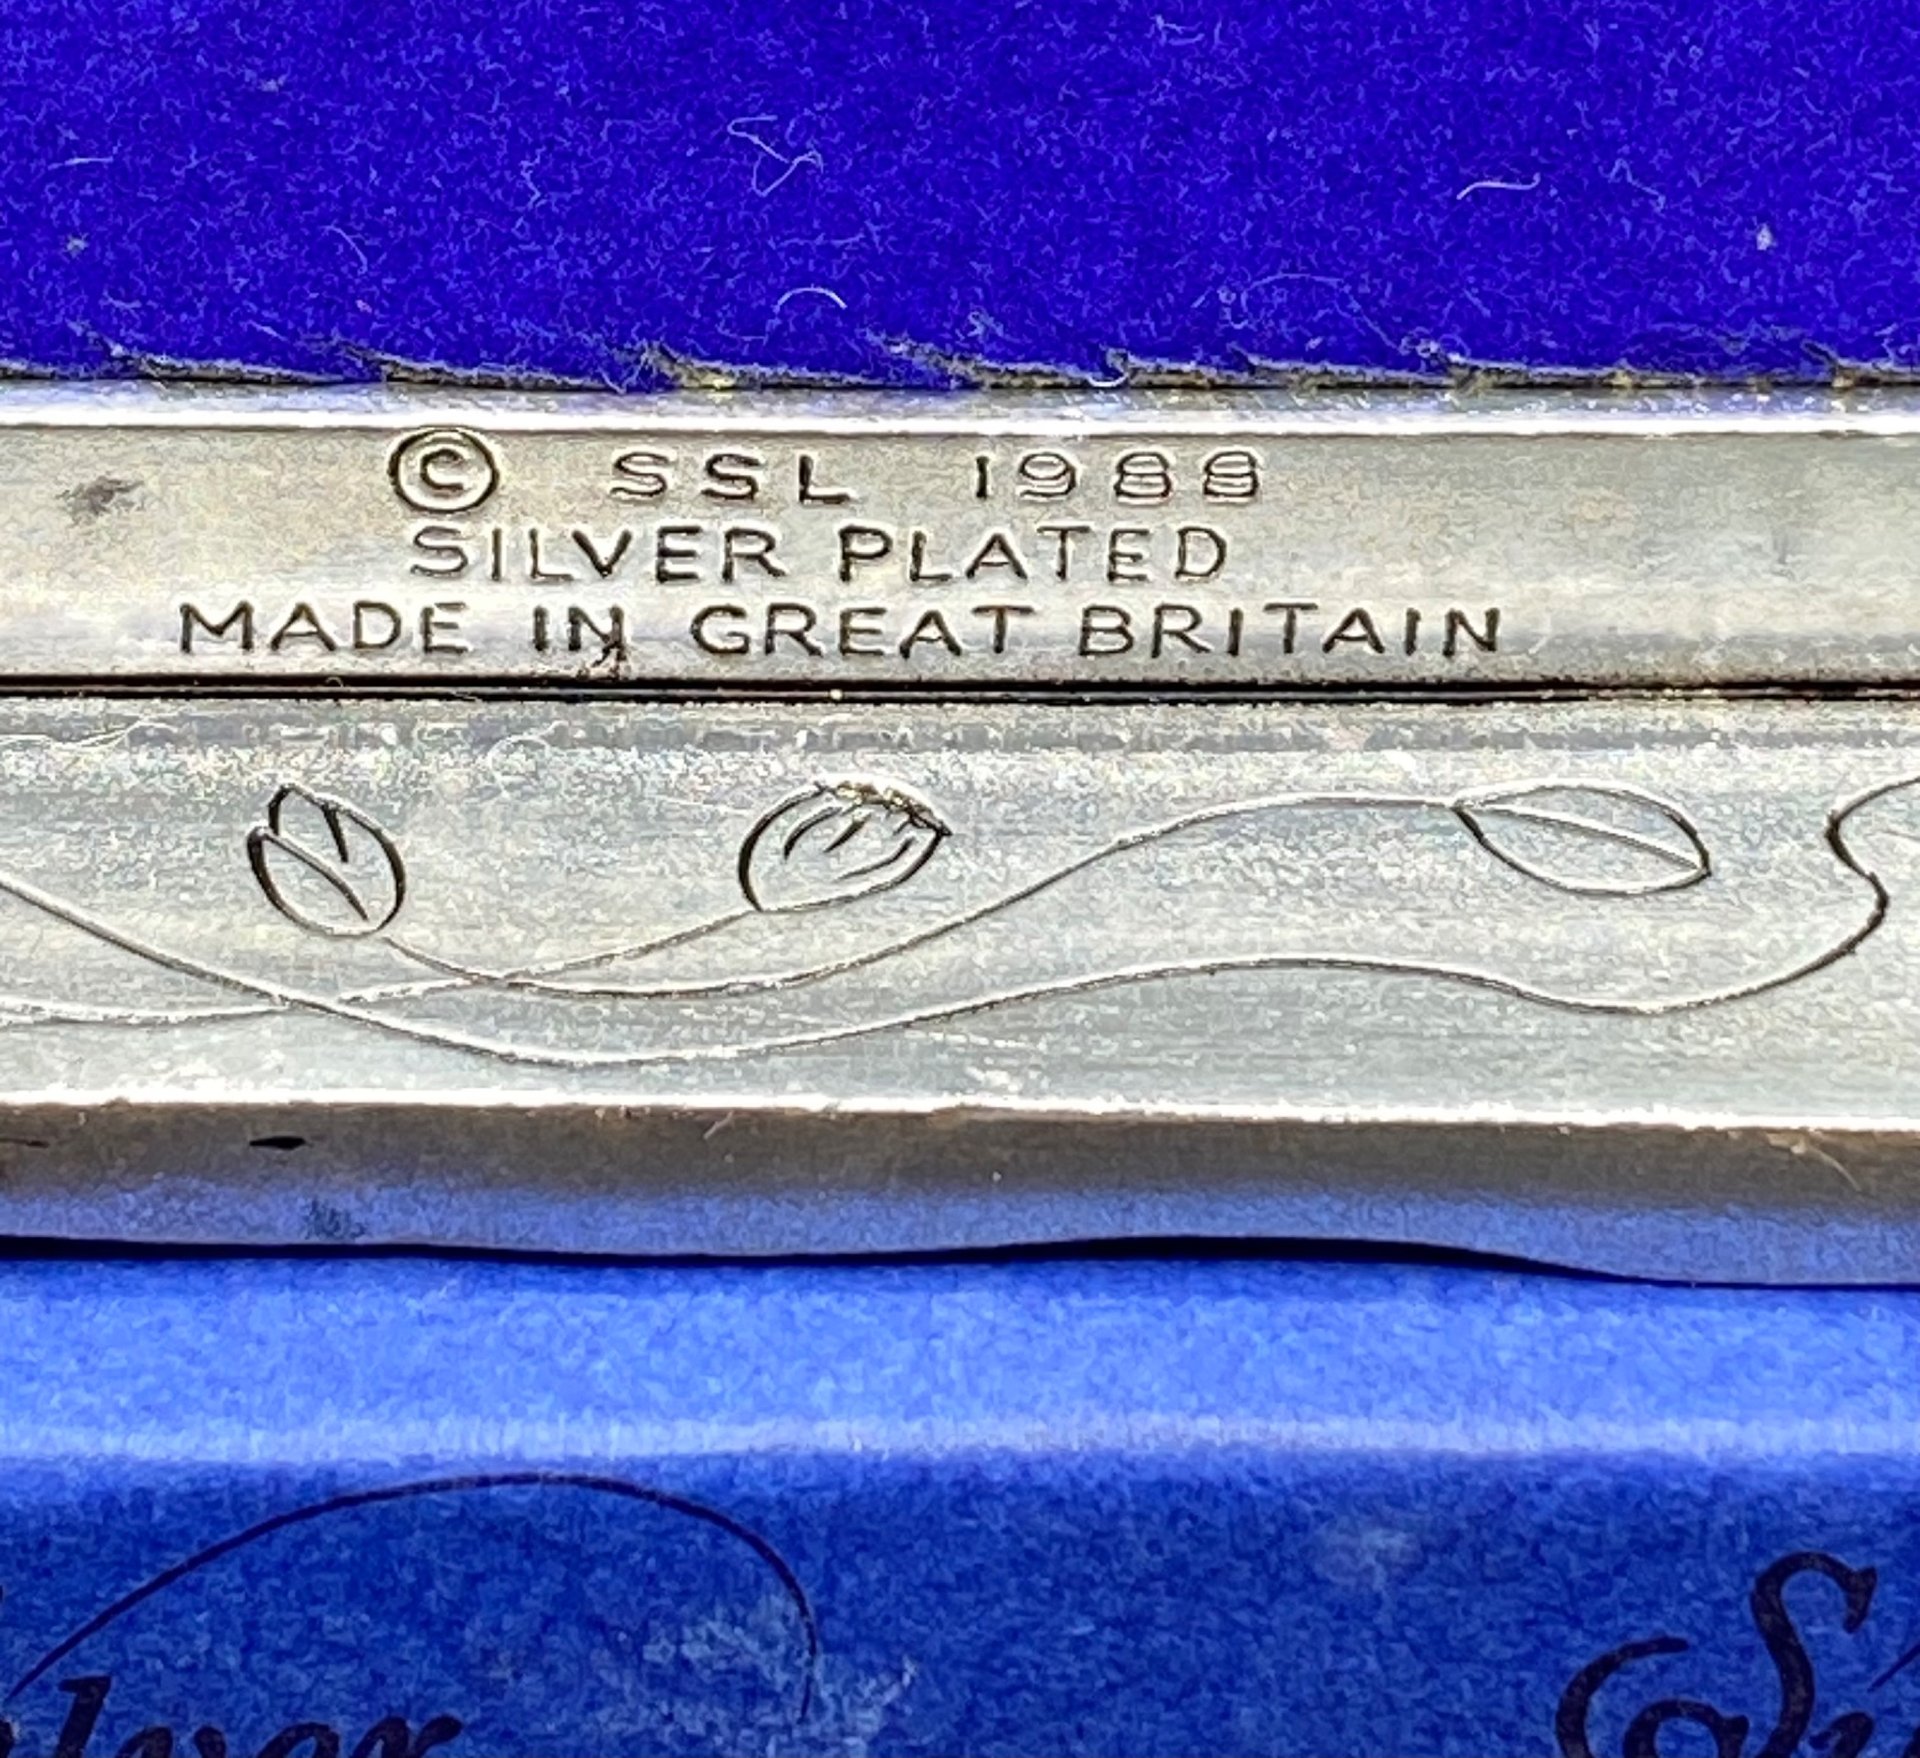 © SSL 1988
SILVER PLATED
MADE IN GREAT BRITAIN